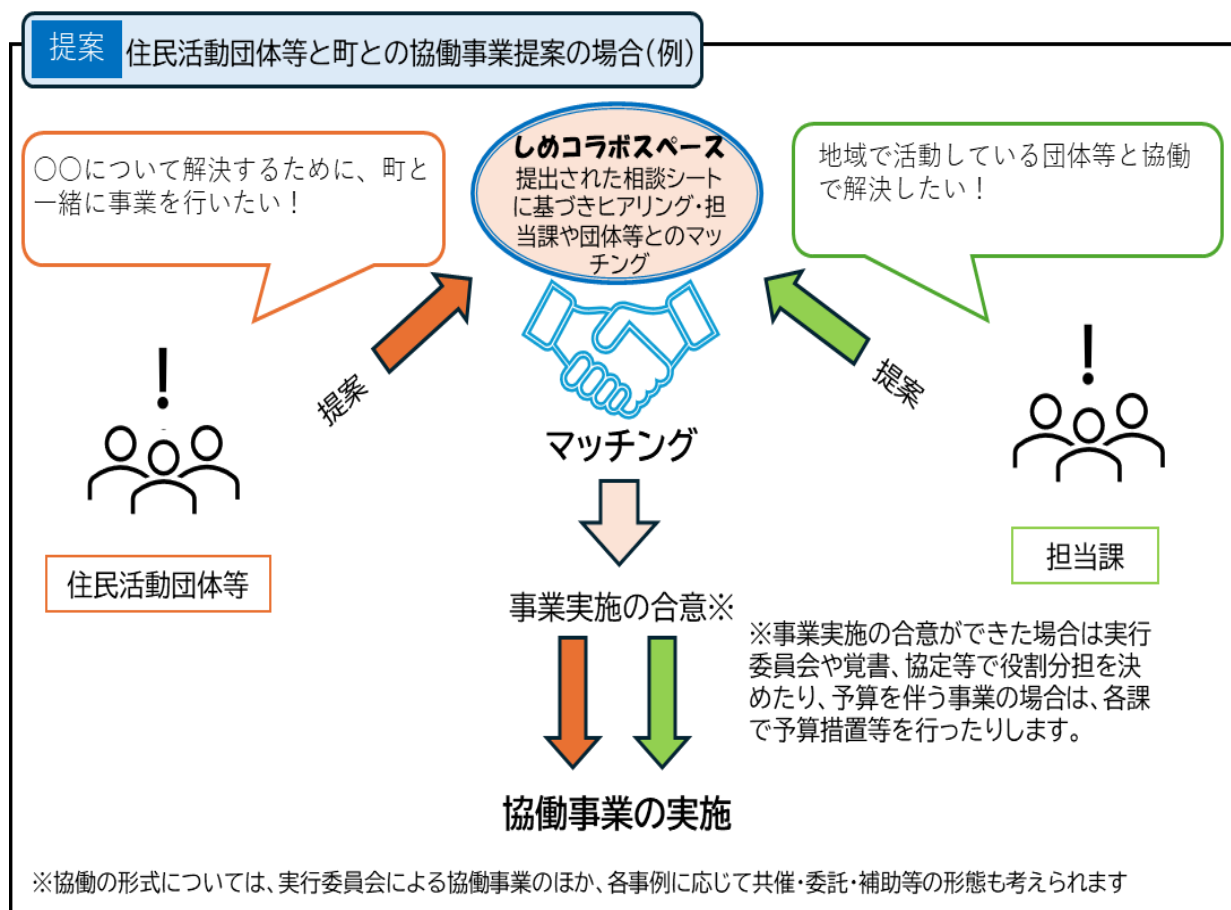 提案 住民活動団体等と町との協働事業提案の場合(例)
〇〇について解決するために、町と
一緒に事業を行いたい！
しめコラボスペース
提出された相談シート
に基づきヒアリング・担
当課や団体等とのマッ
チング
地域で活動している団体等と協働
で解決したい！
！
提案
提案
！
マッチング
住民活動団体等
担当課
事業実施の合意※
※事業実施の合意ができた場合は実行
委員会や覚書、協定等で役割分担を決
めたり、予算を伴う事業の場合は、各課
で予算措置等を行ったりします。
協働事業の実施
※協働の形式については、実行委員会による協働事業のほか、各事例に応じて共催・委託・補助等の形態も考えられます